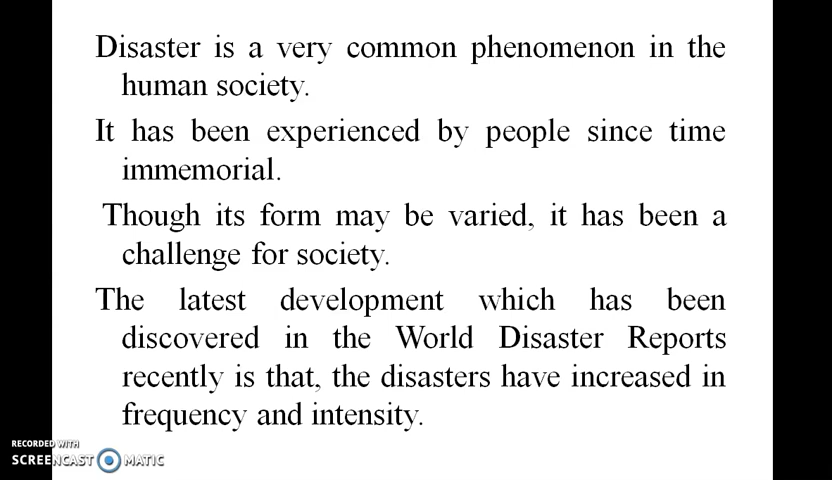 Disaster is a very common phenomenon in the
human society.
It has been experienced by people since time
immemorial.
Though its form may be varied, it has been a
challenge for society.
The latest development which has been
discovered in the World Disaster Reports
recently is that, the disasters have increased in
frequency and intensity.
RECORDED WITH
SCREENCAST MATIC